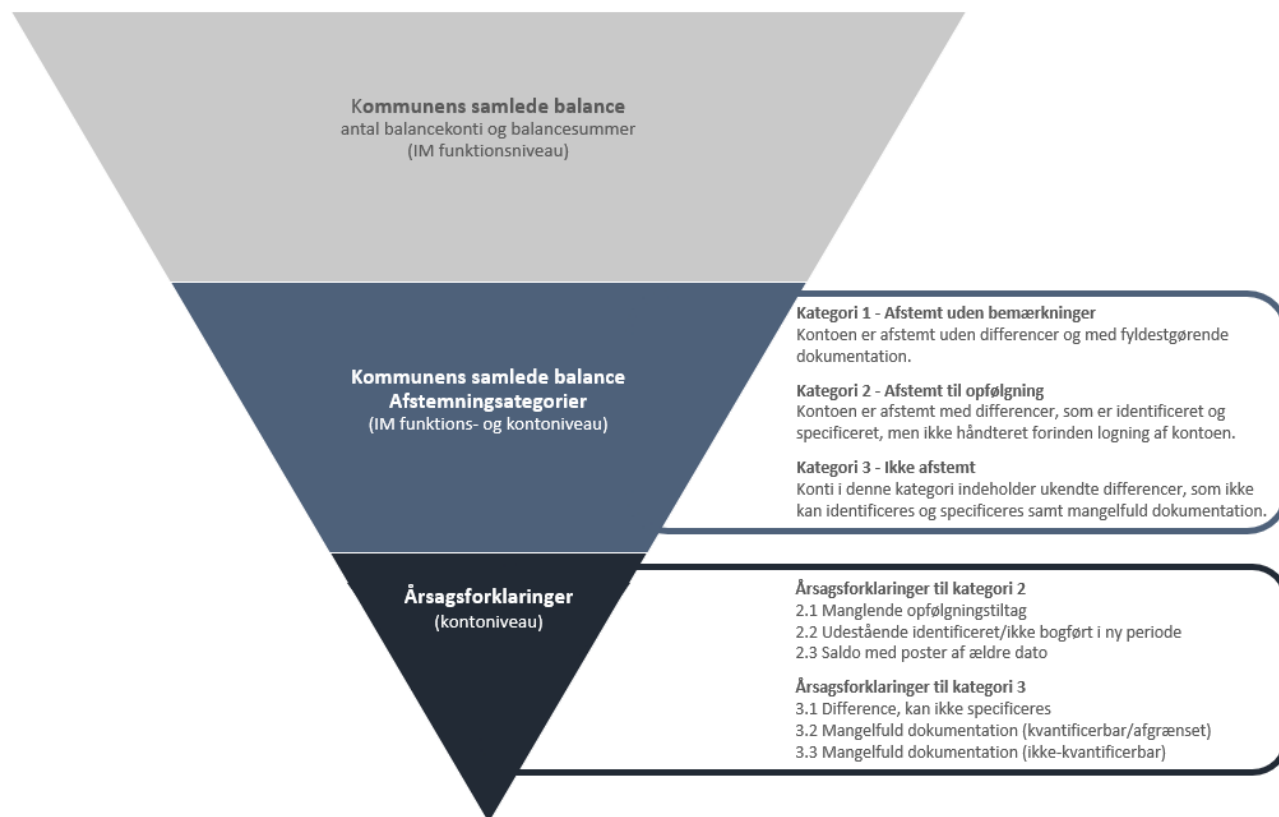 Kommunens samlede balance
antal balancekonti og balancesummer
(IM funktionsniveau)
Kommunens samlede balance
Afstemningsategorier
(IM funktions- og kontoniveau)
Kategori 1 - Afstemt uden bemærkninger
Kontoen er afstemt uden differencer og med fyldestgørende
dokumentation.
Kategori 2 - Afstemt til opfølgning
Kontoen er afstemt med differencer, som er identificeret og
specificeret, men ikke håndteret forinden logning af kontoen.
Kategori 3 - Ikke afstemt
Konti i denne kategori indeholder ukendte differencer, som ikke
kan identificeres og specificeres samt mangelfuld dokumentation.
Årsagsforklaringer
(kontoniveau)
Årsagsforklaringer til kategori 2
2.1 Manglende opfølgningstiltag
2.2 Udestående identificeret/ikke bogført i ny periode
2.3 Saldo med poster af ældre dato
Årsagsforklaringer til kategori 3
3.1 Difference, kan ikke specificeres
3.2 Mangelfuld dokumentation (kvantificerbar/afgrænset)
3.3 Mangelfuld dokumentation (ikke-kvantificerbar)